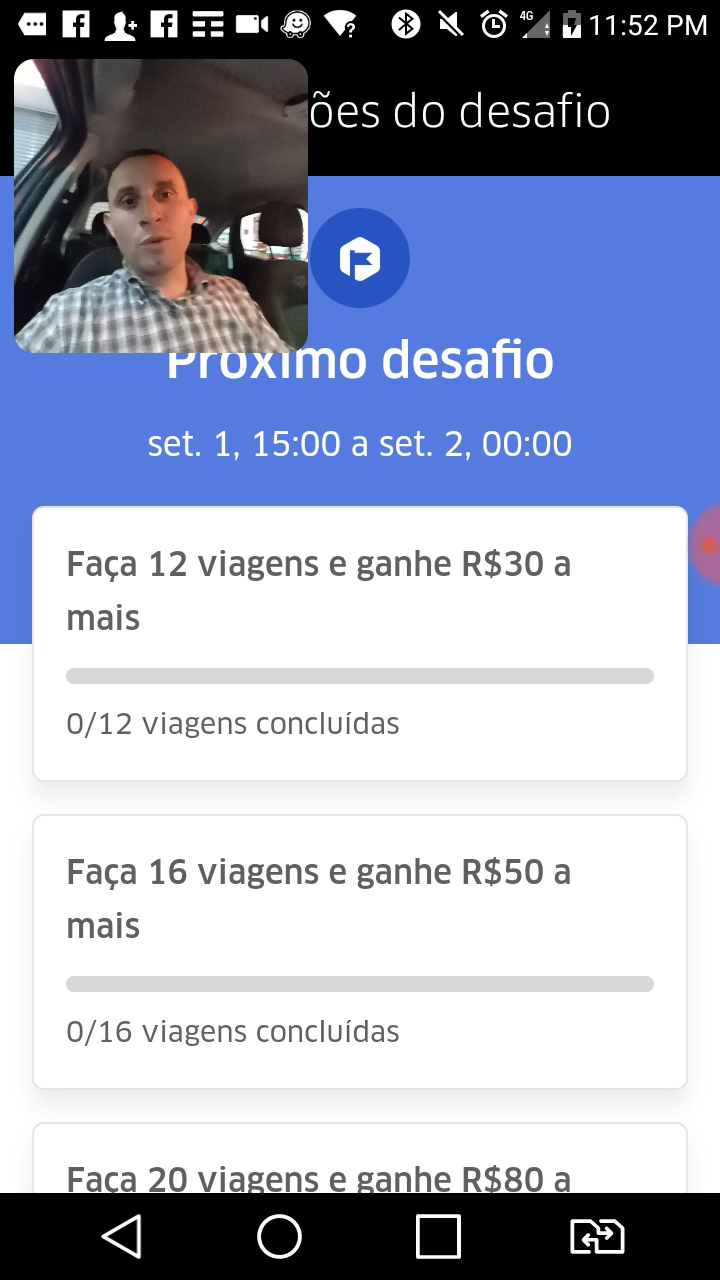 4G 11:52 PM
ões do desafio
Próximo desafio
set. 1, 15:00 a set. 2, 00:00
Faça 12 viagens e ganhe R$30 a
mais
0/12 viagens concluídas
Faça 16 viagens e ganhe R$50 a
mais
0/16 viagens concluídas
Faça 20 viagens e ganhe R$80 a